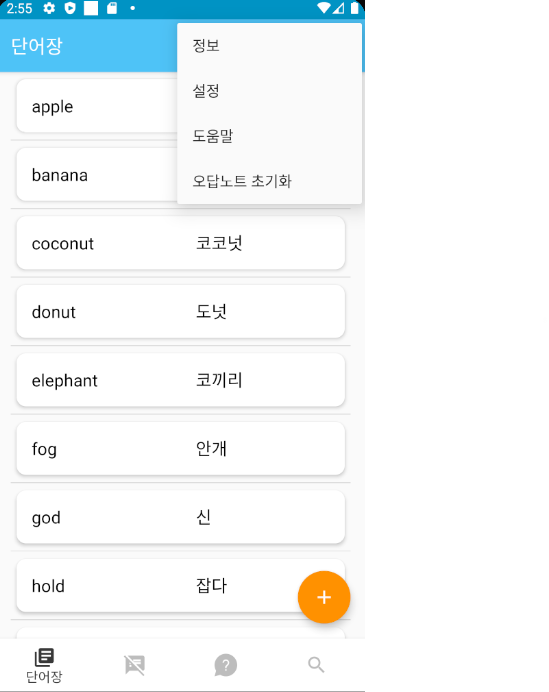 2:55
단어장
정보
설정
도움말
오답노트 초기화
apple
banana
coconut 코코넛
donut 도넛
elephant 코끼리
fog 안개
god 신
hold 잡다
+
단어장
?